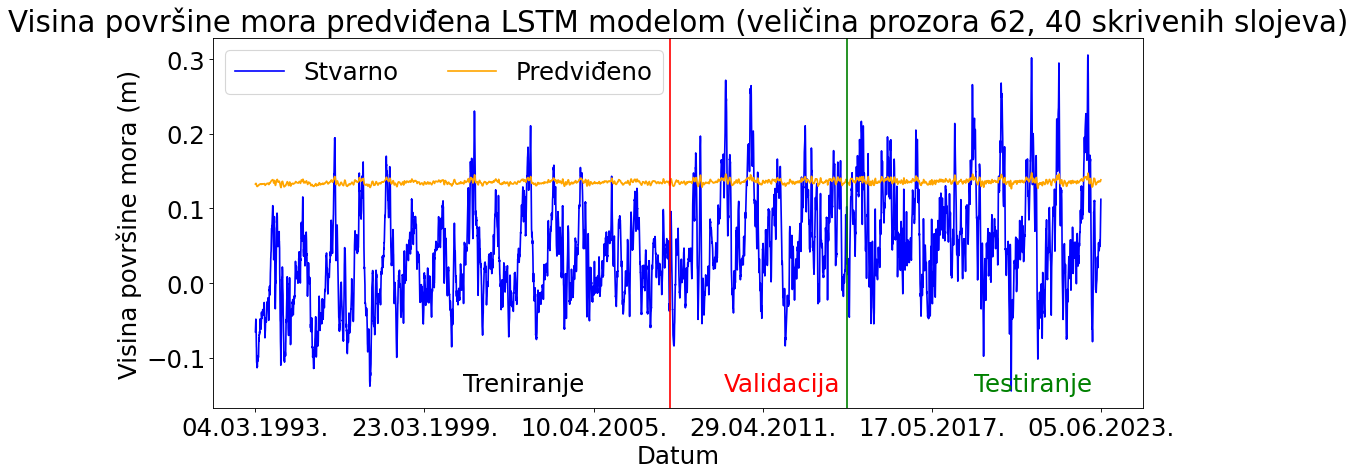 Visina površine mora predviđena LSTM modelom (veličina prozora 62, 40 skrivenih slojeva)
Stvarno
Predviđeno
Visina površine mora (m)
0.3
0.2
0.1
0.0
−0.1
Treniranje
Validacija
Testiranje
04.03.1993.
23.03.1999.
10.04.2005.
29.04.2011.
17.05.2017.
05.06.2023.
Datum